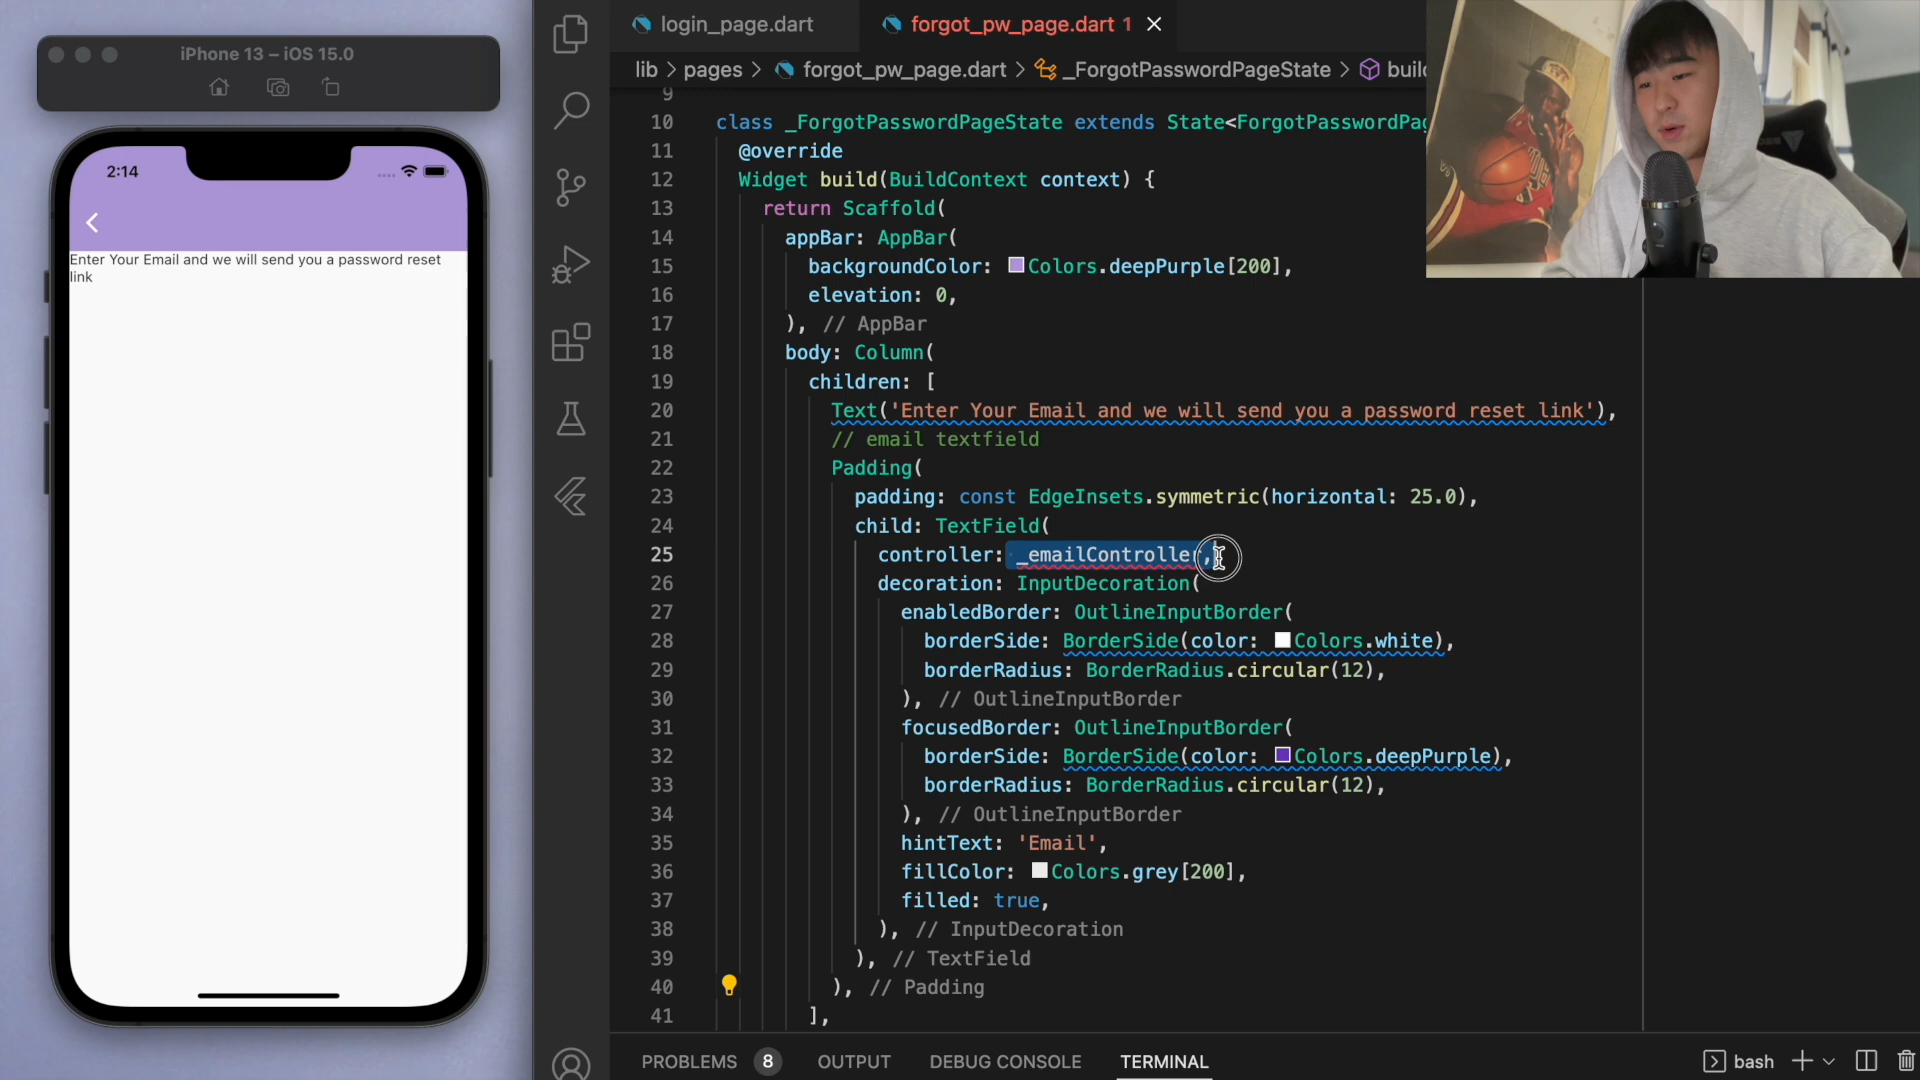 iPhone 13 – iOS 15.0
2:14
Enter Your Email and we will send you a password reset
link
login_page.dart
forgot_pw_page.dart 1
lib > pages > forgot_pw_page.dart > _ForgotPasswordPageState >
9
10 class _ForgotPasswordPageState extends
11 @override
12 Widget build(BuildContext context) {
13 return Scaffold(
14 appBar: AppBar(
15 backgroundColor: Colors.deepPurple[200],
16 elevation: 0,
17 ), // AppBar
18 body: Column(
19 children: [
20 Text('Enter Your Email and we will send you a password reset link'),
21 // email textfield
22 Padding(
23 padding: const EdgeInsets.symmetric(horizontal: 25.0),
24 child: TextField(
25 controller: _emailController,
26 decoration: InputDecoration(
27 enabledBorder: OutlineInputBorder(
28 borderSide: BorderSide(color: Colors.white),
29 borderRadius: BorderRadius.circular(12),
30 ), // OutlineInputBorder
31 focusedBorder: OutlineInputBorder(
32 borderSide: BorderSide(color: Colors.deepPurple),
33 borderRadius: BorderRadius.circular(12),
34 ), // OutlineInputBorder
35 hintText: 'Email',
36 fillColor: Colors.grey[200],
37 filled: true,
38 ), // InputDecoration
39 ), // TextField
40 ), // Padding
41 ],
PROBLEMS 8 OUTPUT DEBUG CONSOLE TERMINAL
bash